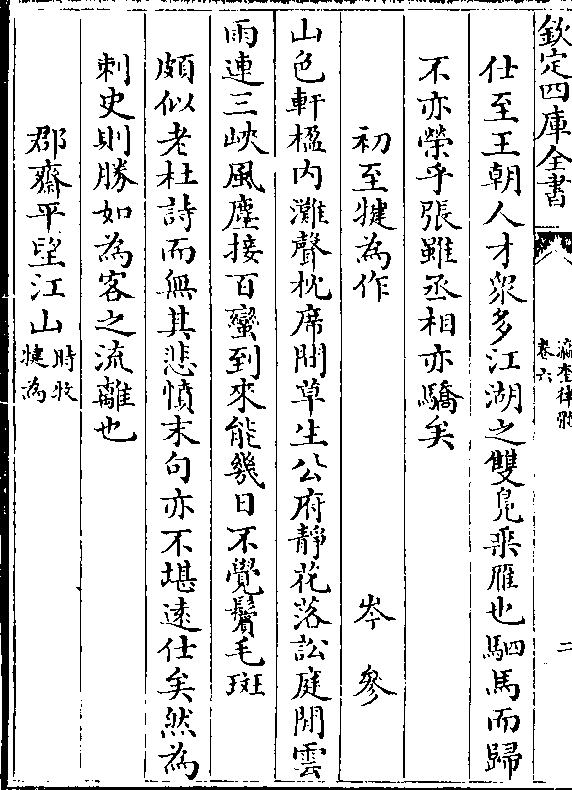 欽定四庫全書
瀛奎律髓
卷六
二
仕至王朝人才衆多江湖之雙鳬乗雁也駟馬而歸
不亦榮乎張雖丞相亦驕矣
初至犍為作 岑參
山色軒楹内灘聲枕席間草生公府靜花落訟庭閒雲
雨連三峽風塵接百蠻到來能幾日不覺鬢毛斑
頗似老杜詩而無其悲憤末句亦不堪逺仕矣然為
刺史則勝如為客之流離也
郡齋平望江山時牧
犍為